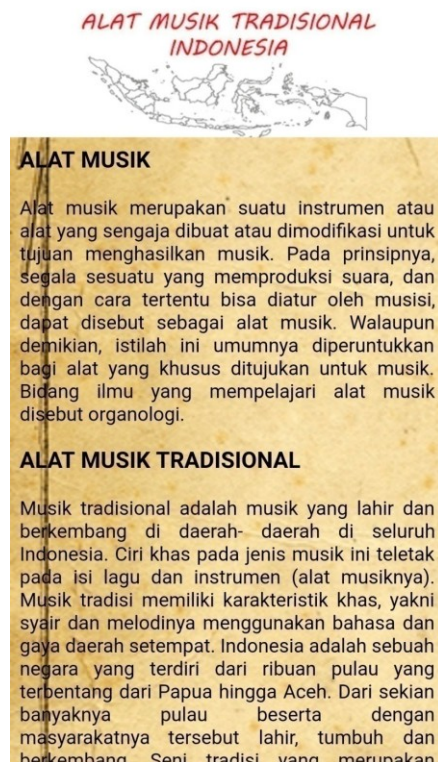 ALAT MUSIK TRADISIONAL
INDONESIA
ALAT MUSIK
Alat musik merupakan suatu instrumen atau
alat yang sengaja dibuat atau dimodifikasi untuk
tujuan menghasilkan musik. Pada prinsipnya,
segala sesuatu yang memproduksi suara, dan
dengan cara tertentu bisa diatur oleh musisi,
dapat disebut sebagai alat musik. Walaupun
demikian, istilah ini umumnya diperuntukkan
bagi alat yang khusus ditujukan untuk musik.
Bidang ilmu yang mempelajari alat musik
disebut organologi.
ALAT MUSIK TRADISIONAL
Musik tradisional adalah musik yang lahir dan
berkembang di daerah- daerah di seluruh
Indonesia. Ciri khas pada jenis musik ini teletak
pada isi lagu dan instrumen (alat musiknya).
Musik tradisi memiliki karakteristik khas, yakni
syair dan melodinya menggunakan bahasa dan
gaya daerah setempat. Indonesia adalah sebuah
negara yang terdiri dari ribuan pulau yang
terbentang dari Papua hingga Aceh. Dari sekian
banyaknya pulau beserta dengan
masyarakatnya tersebut lahir, tumbuh dan
berkembang. Seni tradisi yang merupakan